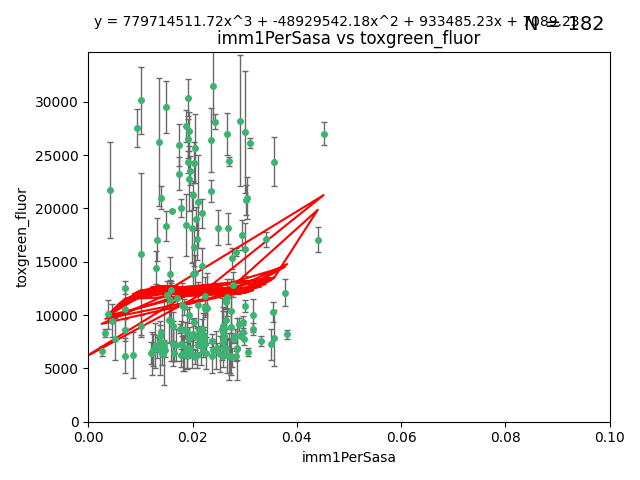 y = 779714511.72x^3 + -48929542.18x^2 + 933485.23x + 7089.23
N = 182
imm1PerSasa vs toxgreen_fluor
30000
25000
20000
15000
10000
5000
0
toxgreen_fluor
0.00 0.02 0.04 0.06 0.08 0.10
imm1PerSasa